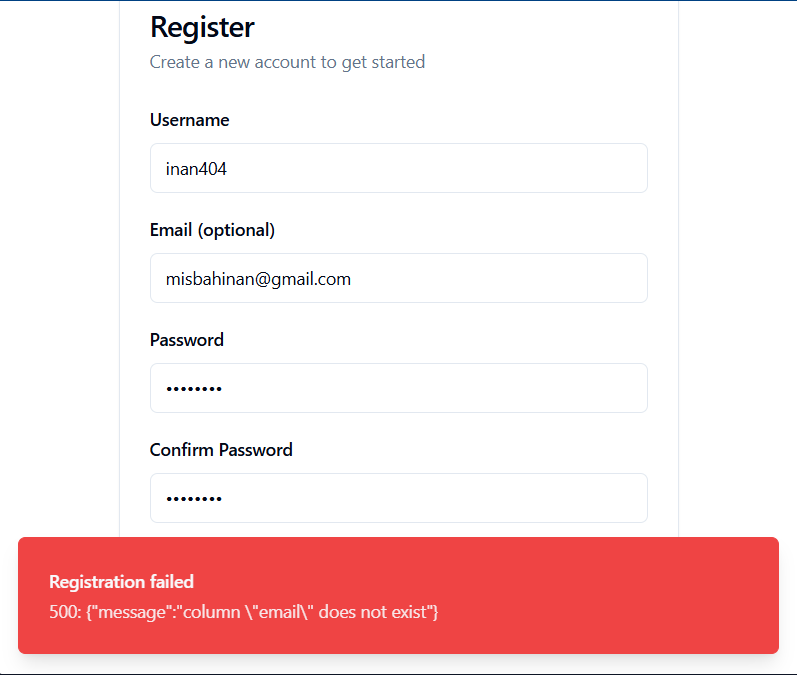 Register
Create a new account to get started
Username
inan404
Email (optional)
misbahinan@gmail.com
Password
••••••••
Confirm Password
••••••••
Registration failed
500: {"message":"column \"email\" does not exist"}